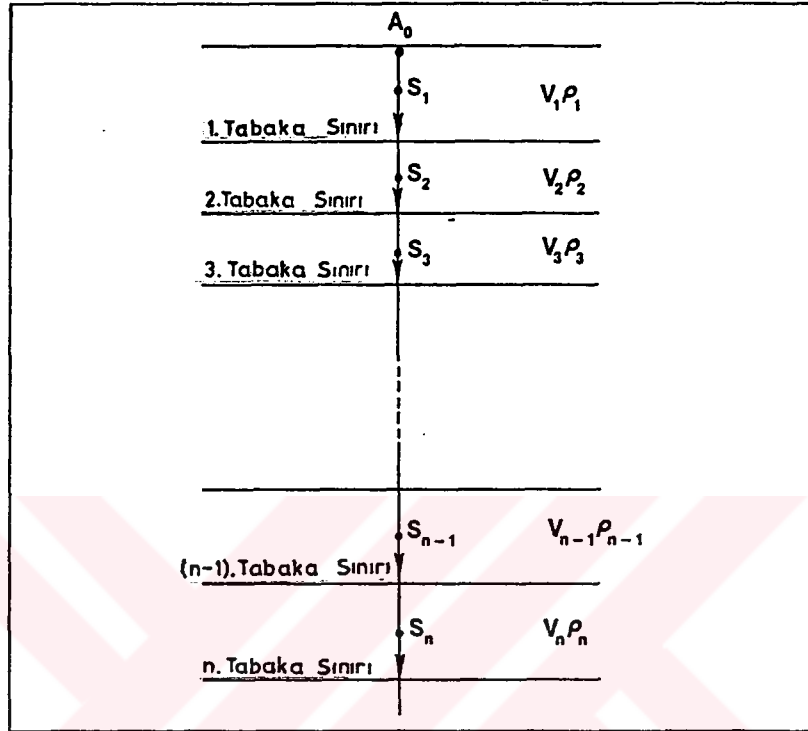 A₀
S₁ V₁ρ₁
1. Tabaka Sınırı
S₂ V₂ρ₂
2. Tabaka Sınırı
S₃ V₃ρ₃
3. Tabaka Sınırı
Sₙ₋₁ Vₙ₋₁ρₙ₋₁
(n-1). Tabaka Sınırı
Sₙ Vₙρₙ
n. Tabaka Sınırı